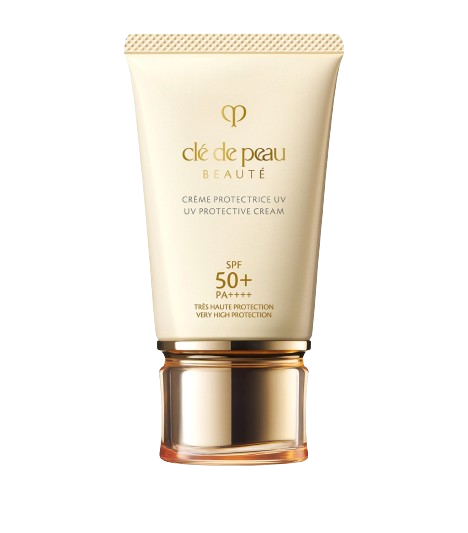 clé de peau
BEAUTÉ
CRÈME PROTECTRICE UV
UV PROTECTIVE CREAM
SPF
50+
PA++++
TRÈS HAUTE PROTECTION
VERY HIGH PROTECTION